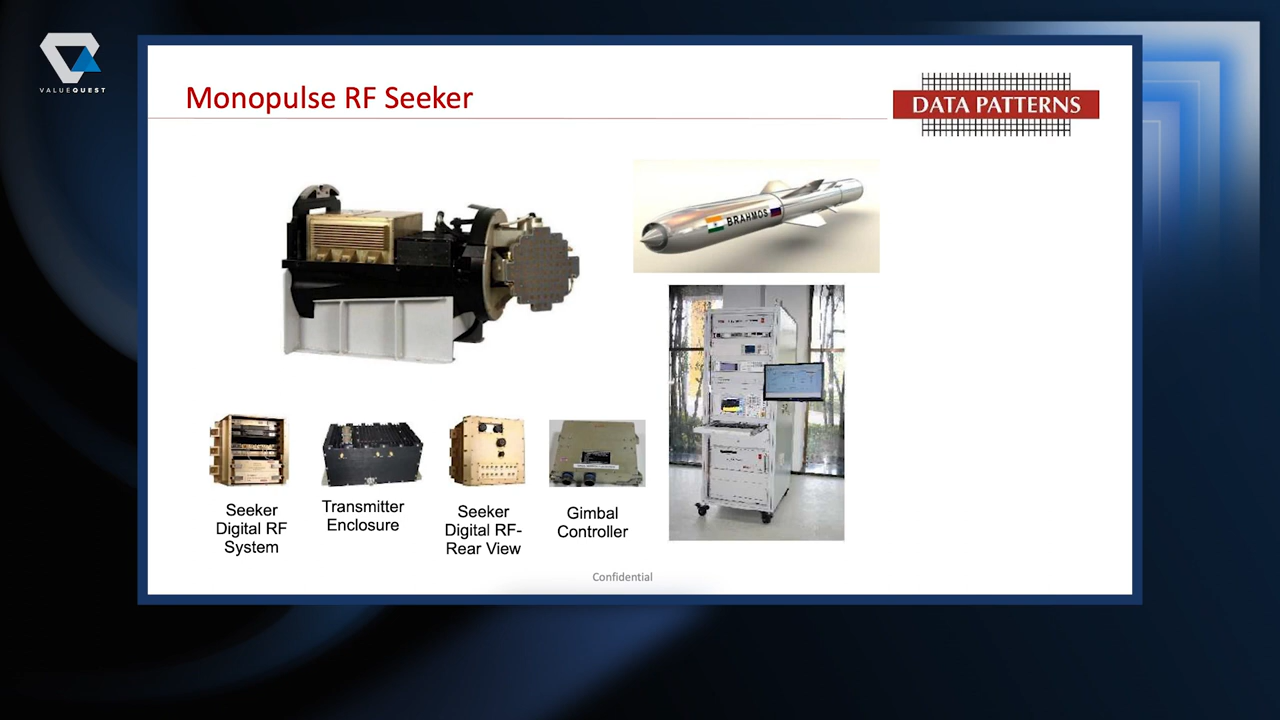 VALUEQUEST
Monopulse RF Seeker
DATA PATTERNS
BRAHMOS
Seeker
Digital RF
System
Transmitter
Enclosure
Seeker
Digital RF-
Rear View
Gimbal
Controller
Confidential